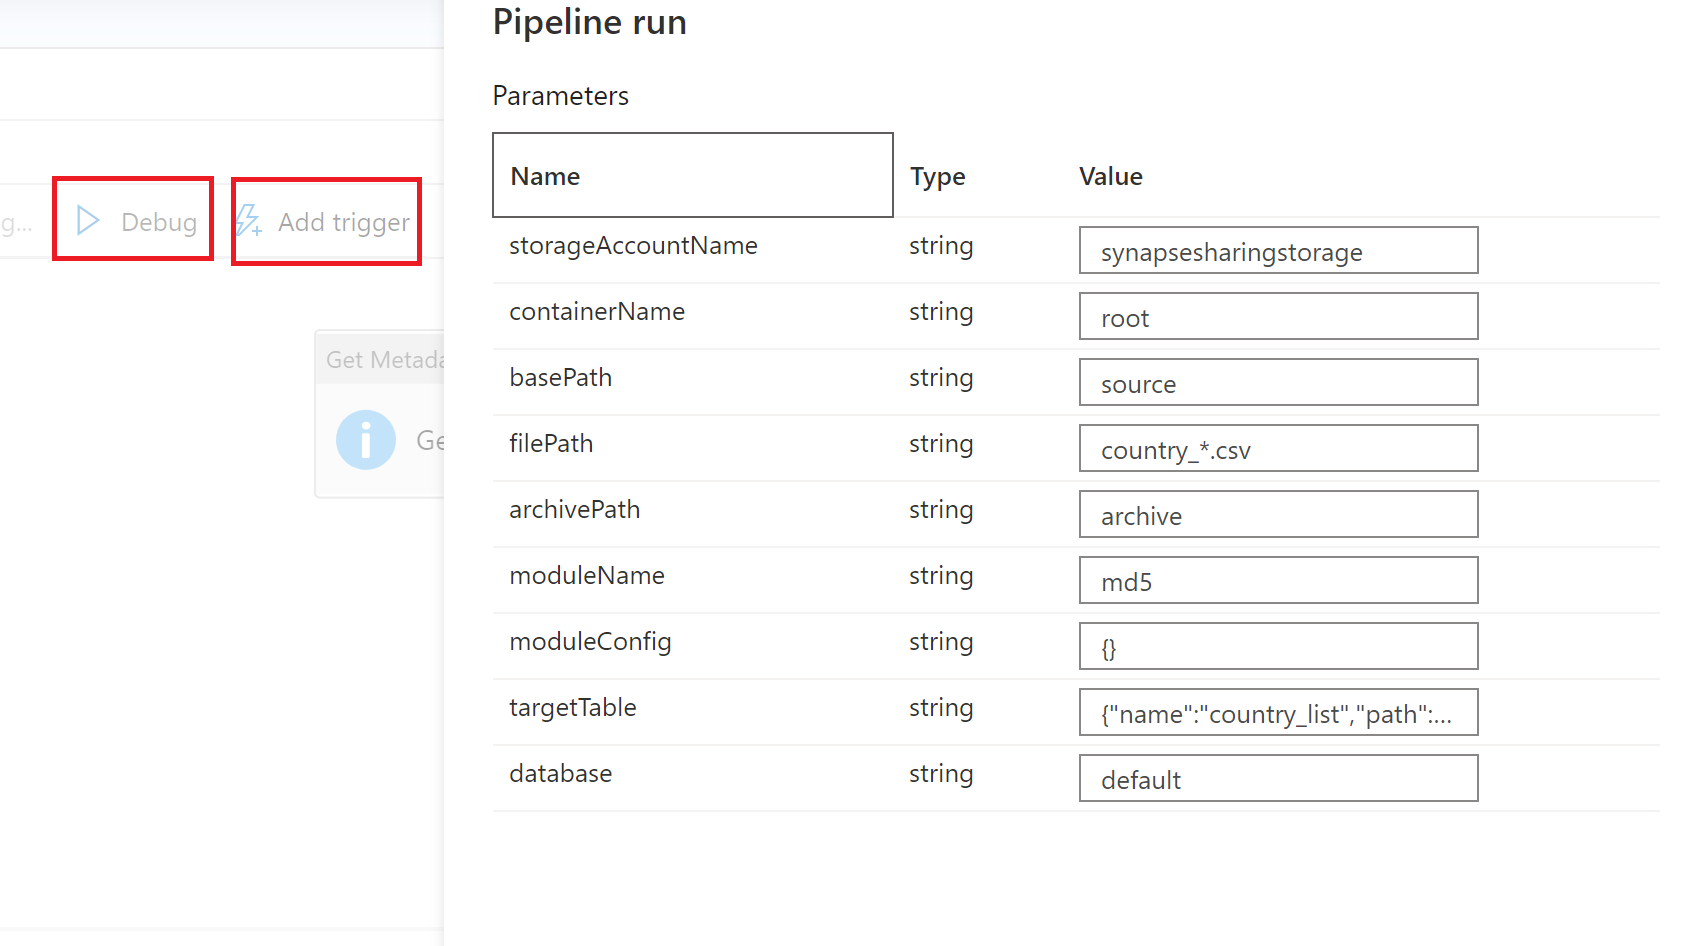 Pipeline run
Parameters
Name Type Value
g... Debug Add trigger
storageAccountName string synapsesharingstorage
containerName string root
Get Metada
basePath string source
filePath string country_*.csv
Ge
archivePath string archive
moduleName string md5
moduleConfig string {}
targetTable string {"name":"country_list","path":...
database string default